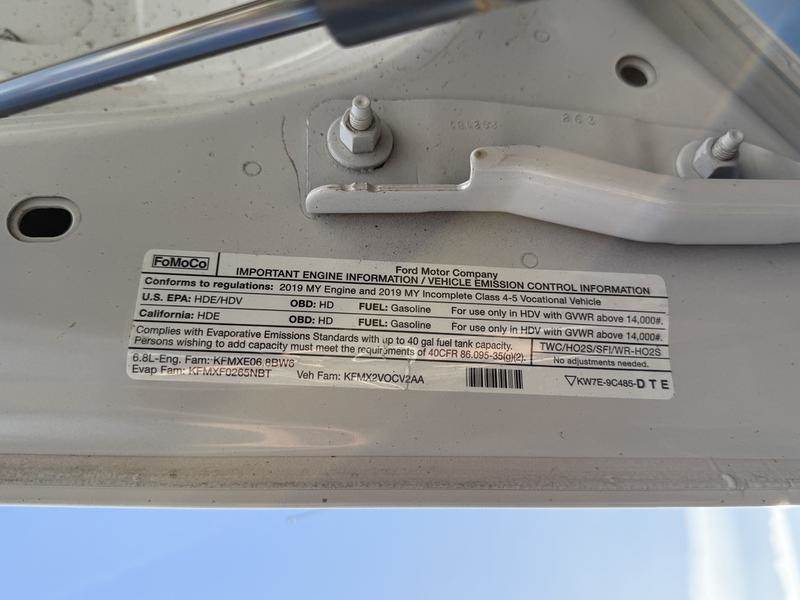 263
FoMoCo
Ford Motor Company
IMPORTANT ENGINE INFORMATION / VEHICLE EMISSION CONTROL INFORMATION
Conforms to regulations: 2019 MY Engine and 2019 MY Incomplete Class 4-5 Vocational Vehicle
U.S. EPA: HDE/HDV OBD: HD FUEL: Gasoline For use only in HDV with GVWR above 14,000#.
California: HDE OBD: HD FUEL: Gasoline For use only in HDV with GVWR above 14,000#.
Complies with Evaporative Emissions Standards with up to 40 gal fuel tank capacity.
Persons wishing to add capacity must meet the requirements of 40CFR 86.095-35(g)(2).
TWC/HO2S/SFI/WR-HO2S
No adjustments needed.
6.8L-Eng. Fam: KFMXE06.8BW6
Evap Fam: KFMXF0265NBT Veh Fam: KFMX2VOCV2AA
KW7E-9C485-DTE